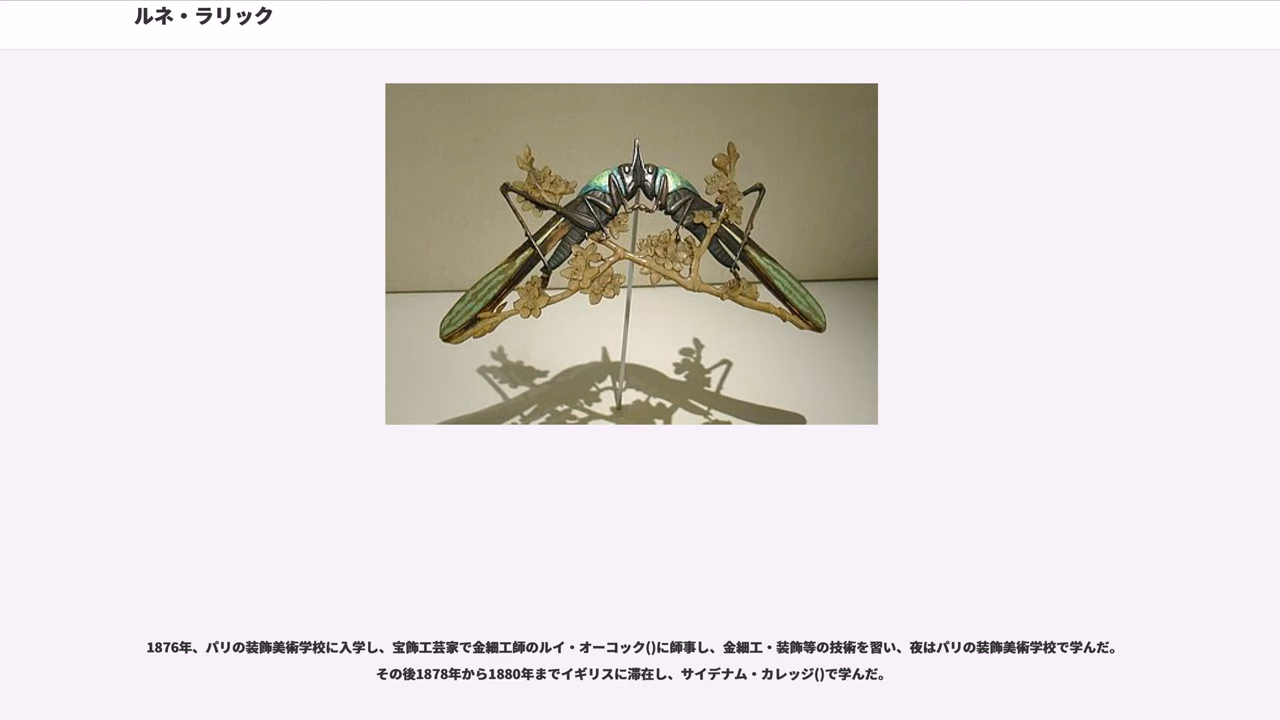 ルネ・ラリック
1876年、パリの装飾美術学校に入学し、宝飾工芸家で金細工師のルイ・オーコック()に師事し、金細工・装飾等の技術を習い、夜はパリの装飾美術学校で学んだ。
その後1878年から1880年までイギリスに滞在し、サイデナム・カレッジ()で学んだ。